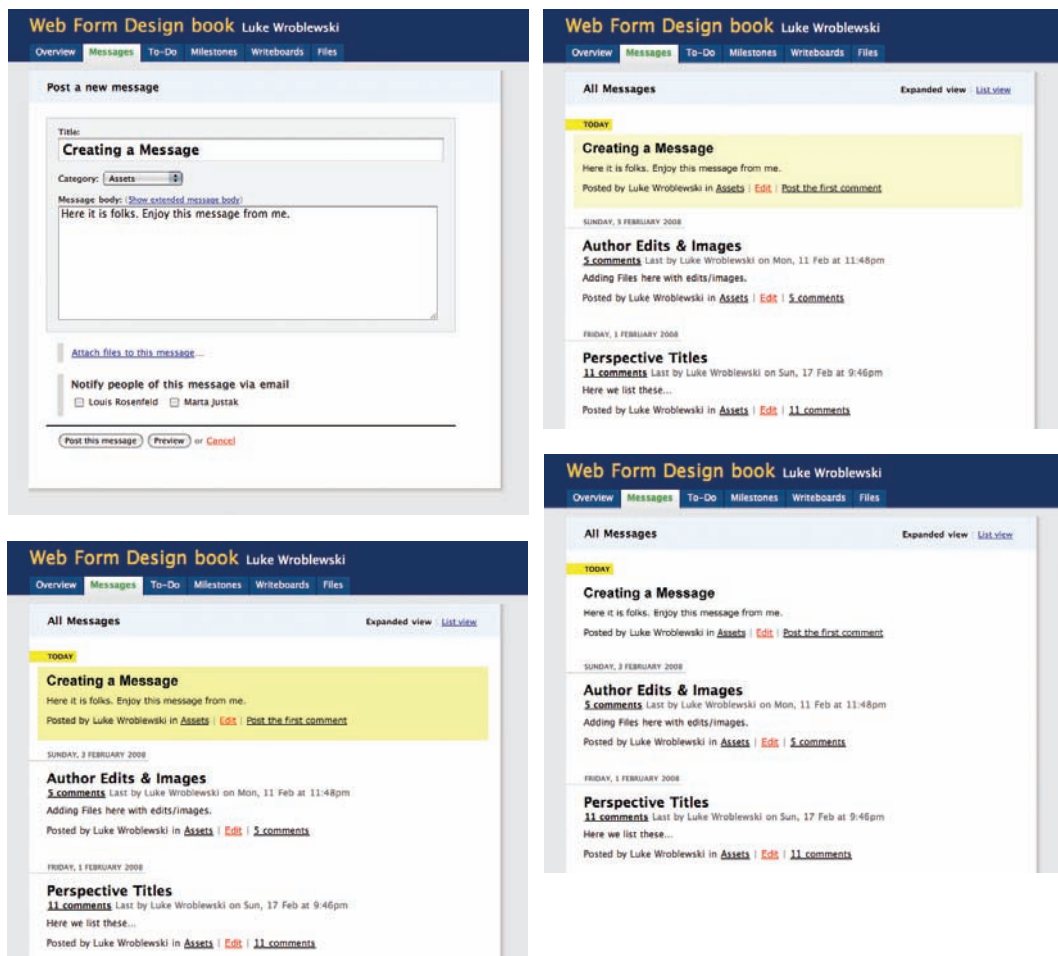 Web Form Design book Luke Wroblewski
Overview Messages To-Do Milestones Writeboards Files
Post a new message
Title:
Creating a Message
Category: Assets
Message body: (Show extended message body)
Here it is folks. Enjoy this message from me.
Attach files to this message...
Notify people of this message via email
Louis Rosenfeld Marta Justak
Post this message Preview or Cancel
Web Form Design book Luke Wroblewski
Overview Messages To-Do Milestones Writeboards Files
All Messages Expanded view | List view
TODAY
Creating a Message
Here it is folks. Enjoy this message from me.
Posted by Luke Wroblewski in Assets | Edit | Post the first comment
SUNDAY, 3 FEBRUARY 2008
Author Edits & Images
5 comments Last by Luke Wroblewski on Mon, 11 Feb at 11:48pm
Adding Files here with edits/images.
Posted by Luke Wroblewski in Assets | Edit | 5 comments
FRIDAY, 1 FEBRUARY 2008
Perspective Titles
11 comments Last by Luke Wroblewski on Sun, 17 Feb at 9:46pm
Here we list these...
Posted by Luke Wroblewski in Assets | Edit | 11 comments
Web Form Design book Luke Wroblewski
Overview Messages To-Do Milestones Writeboards Files
All Messages Expanded view | List view
TODAY
Creating a Message
Here it is folks. Enjoy this message from me.
Posted by Luke Wroblewski in Assets | Edit | Post the first comment
SUNDAY, 3 FEBRUARY 2008
Author Edits & Images
5 comments Last by Luke Wroblewski on Mon, 11 Feb at 11:48pm
Adding Files here with edits/images.
Posted by Luke Wroblewski in Assets | Edit | 5 comments
FRIDAY, 1 FEBRUARY 2008
Perspective Titles
11 comments Last by Luke Wroblewski on Sun, 17 Feb at 9:46pm
Here we list these...
Posted by Luke Wroblewski in Assets | Edit | 11 comments
Web Form Design book Luke Wroblewski
Overview Messages To-Do Milestones Writeboards Files
All Messages Expanded view | List view
TODAY
Creating a Message
Here it is folks. Enjoy this message from me.
Posted by Luke Wroblewski in Assets | Edit | Post the first comment
SUNDAY, 3 FEBRUARY 2008
Author Edits & Images
5 comments Last by Luke Wroblewski on Mon, 11 Feb at 11:48pm
Adding Files here with edits/images.
Posted by Luke Wroblewski in Assets | Edit | 5 comments
FRIDAY, 1 FEBRUARY 2008
Perspective Titles
11 comments Last by Luke Wroblewski on Sun, 17 Feb at 9:46pm
Here we list these...
Posted by Luke Wroblewski in Assets | Edit | 11 comments